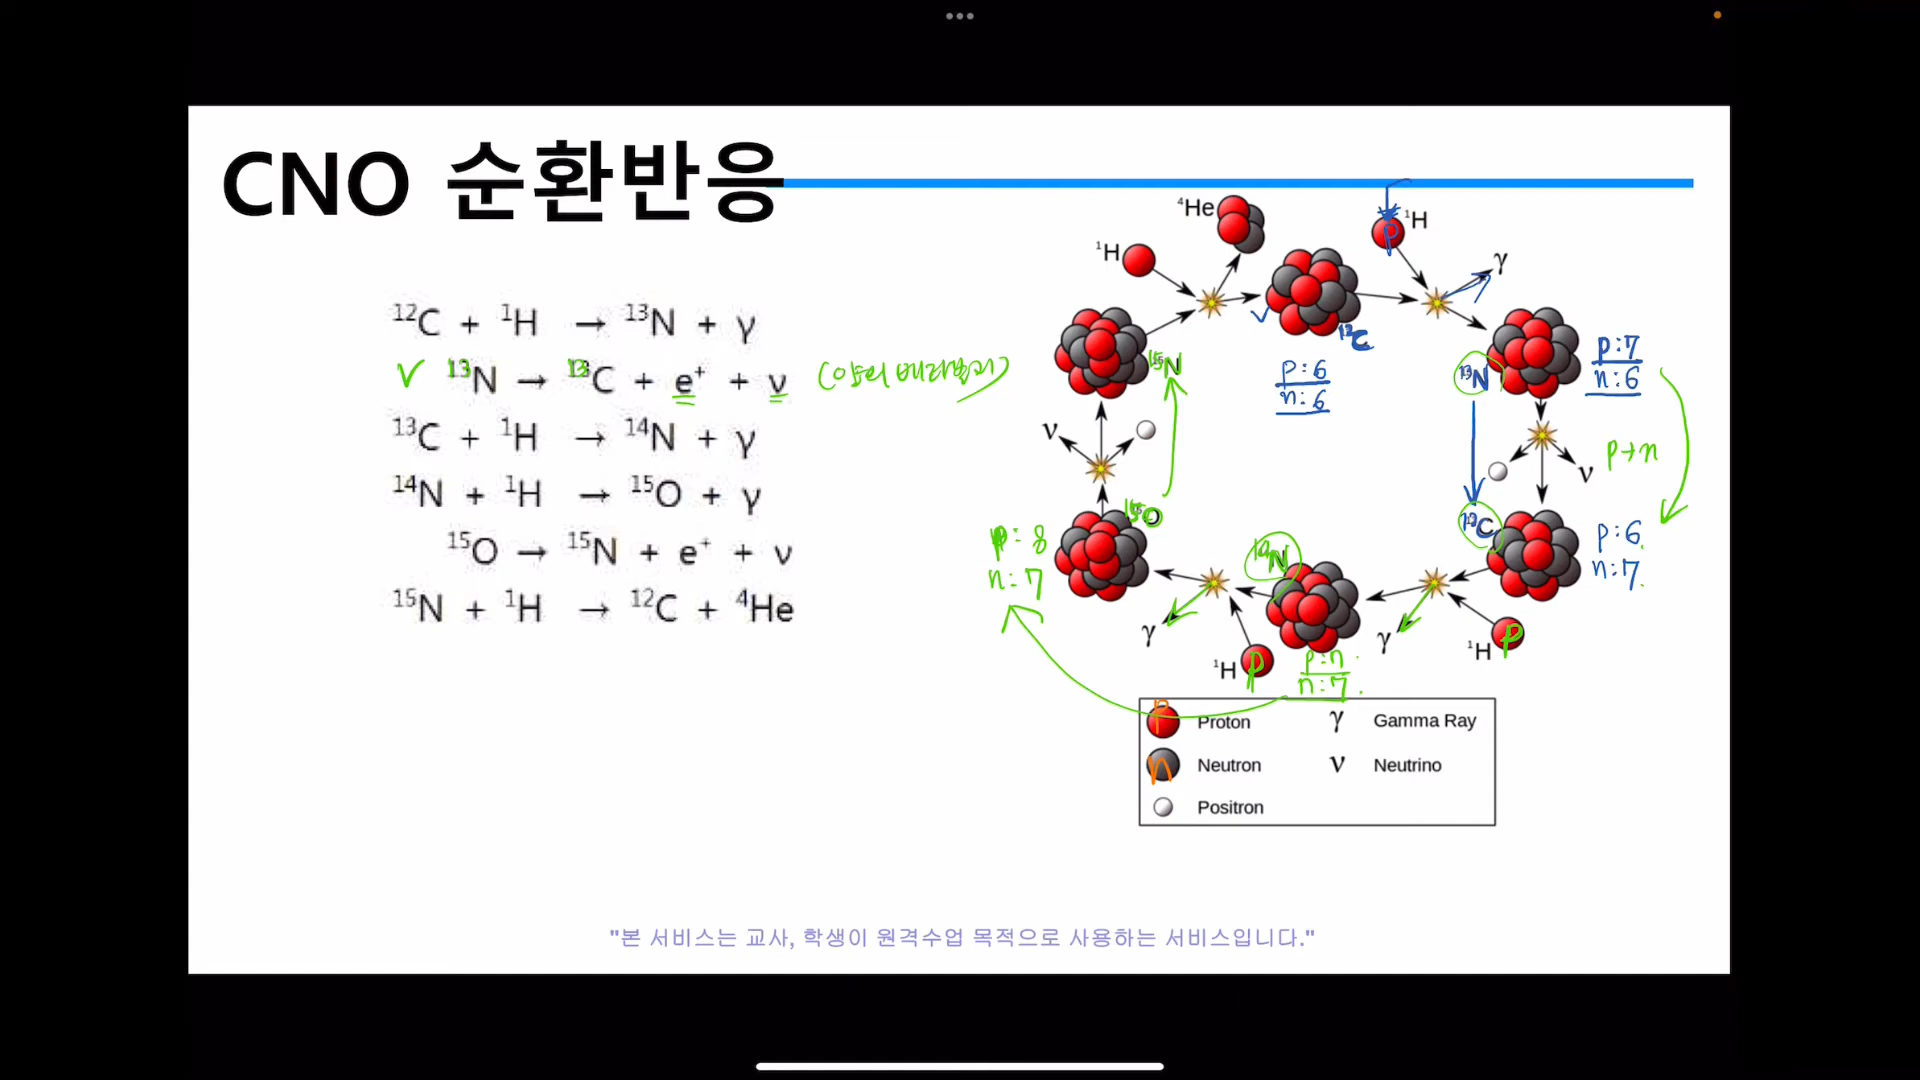 CNO 순환반응
¹²C + ¹H → ¹³N + γ
✓ ¹³N → ¹³C + e⁺ + ν
¹³C + ¹H → ¹⁴N + γ
¹⁴N + ¹H → ¹⁵O + γ
¹⁵O → ¹⁵N + e⁺ + ν
¹⁵N + ¹H → ¹²C + ⁴He
⁴He
¹H
¹H
p
γ
¹²C
p:6
n:6
¹³N
p:7
n:6
p→n
ν
¹³C
p:6
n:7
¹H
p
γ
¹⁴N
p:n
n:7
¹H
p
γ
¹⁵O
p:8
n:7
ν
¹⁵N
p Proton
γ Gamma Ray
n Neutron
ν Neutrino
Positron
"본 서비스는 교사, 학생이 원격수업 목적으로 사용하는 서비스입니다."